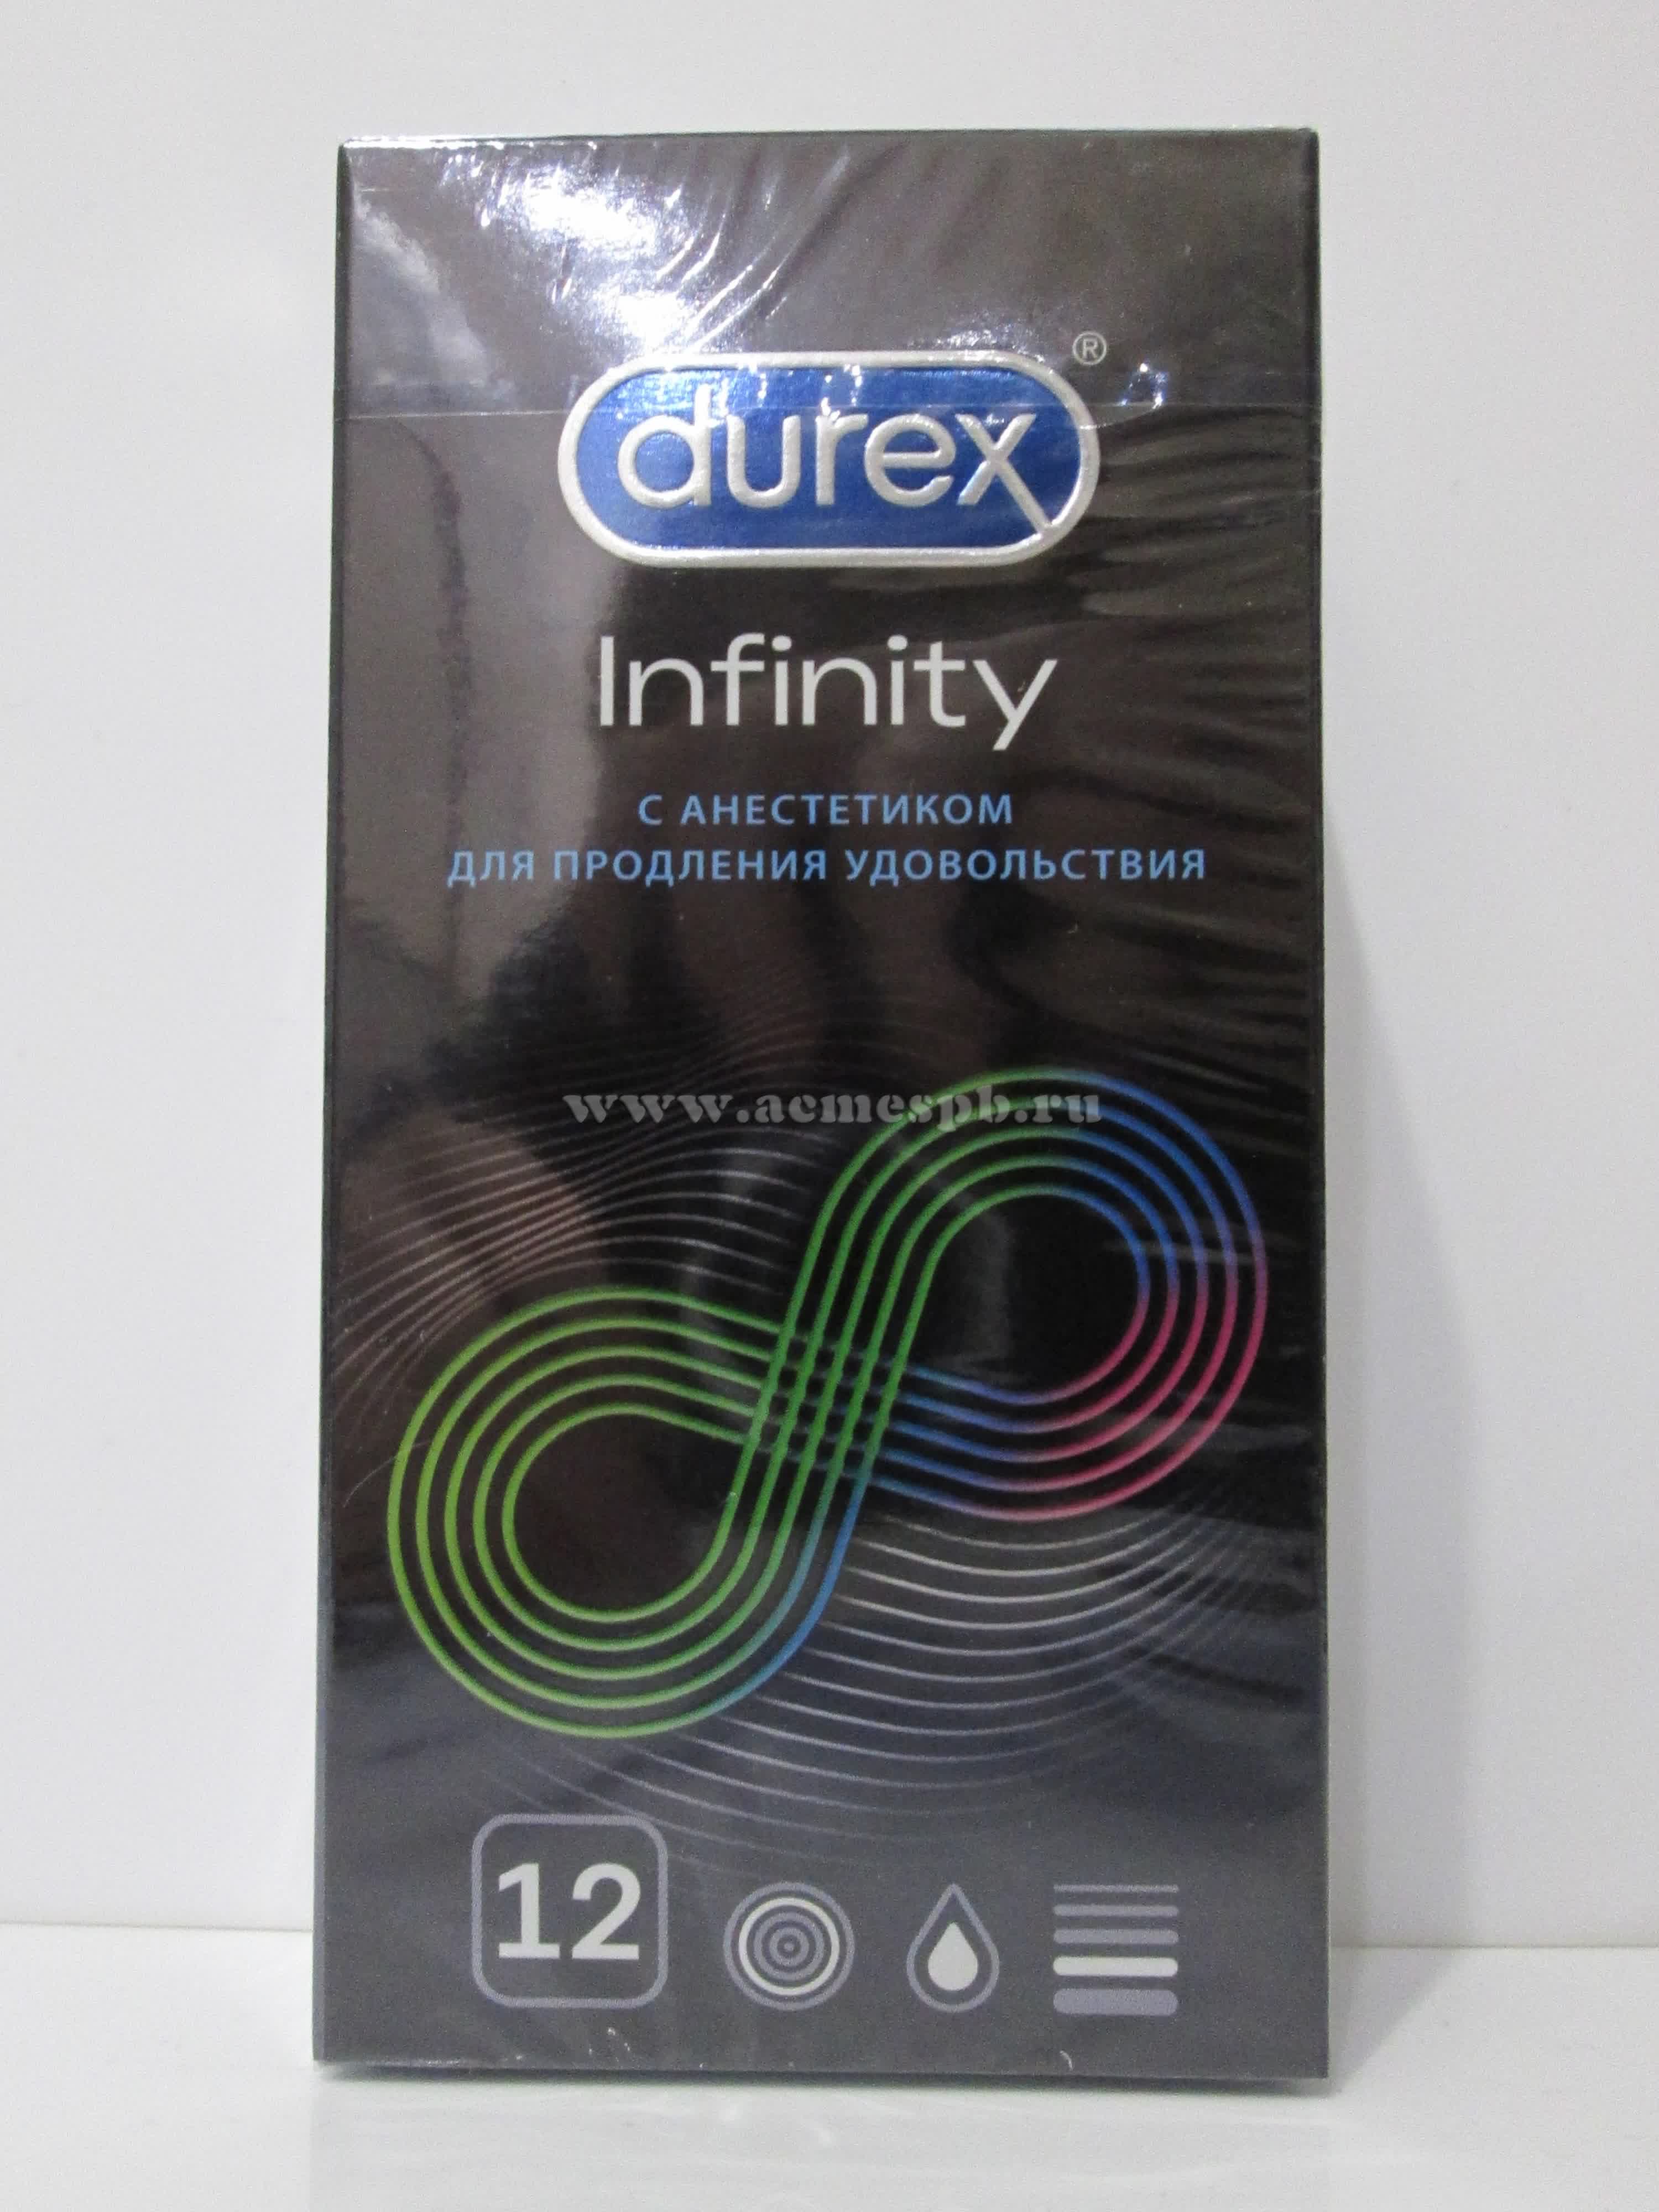 durex®
Infinity
С АНЕСТЕТИКОМ
ДЛЯ ПРОДЛЕНИЯ УДОВОЛЬСТВИЯ
www.acmespb.ru
12